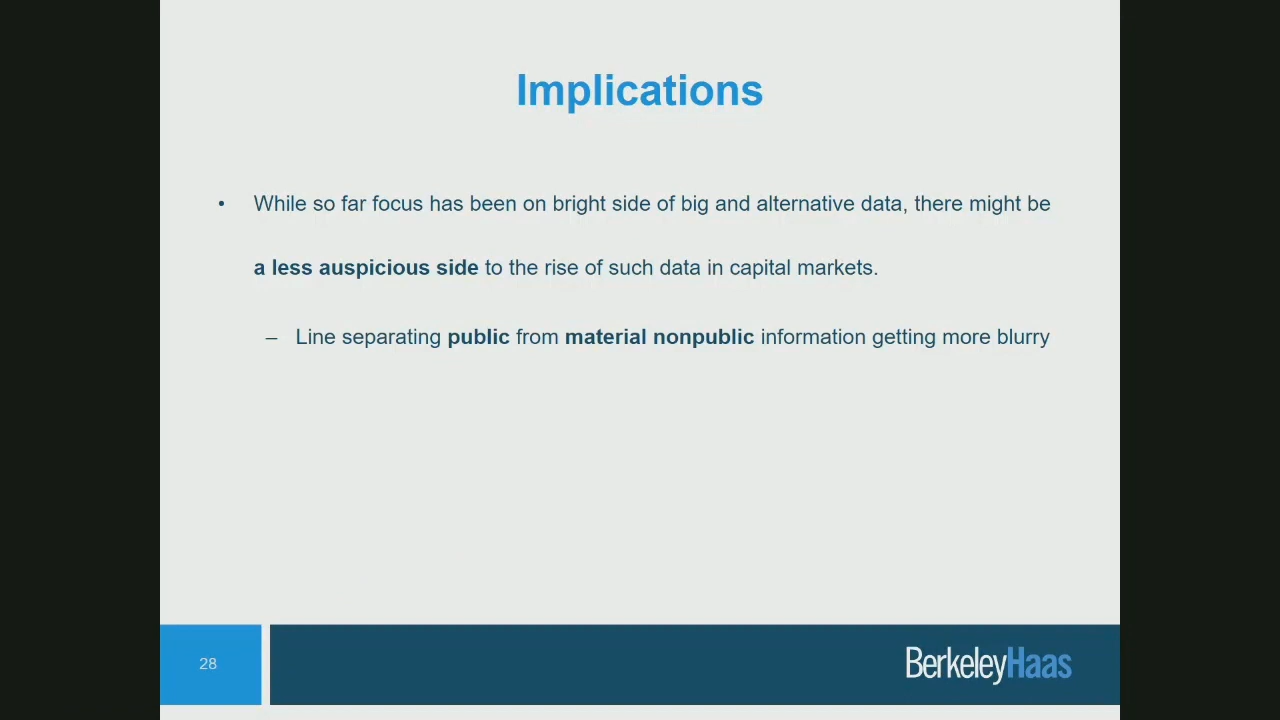 Implications
• While so far focus has been on bright side of big and alternative data, there might be
a less auspicious side to the rise of such data in capital markets.
– Line separating public from material nonpublic information getting more blurry
28
BerkeleyHaas